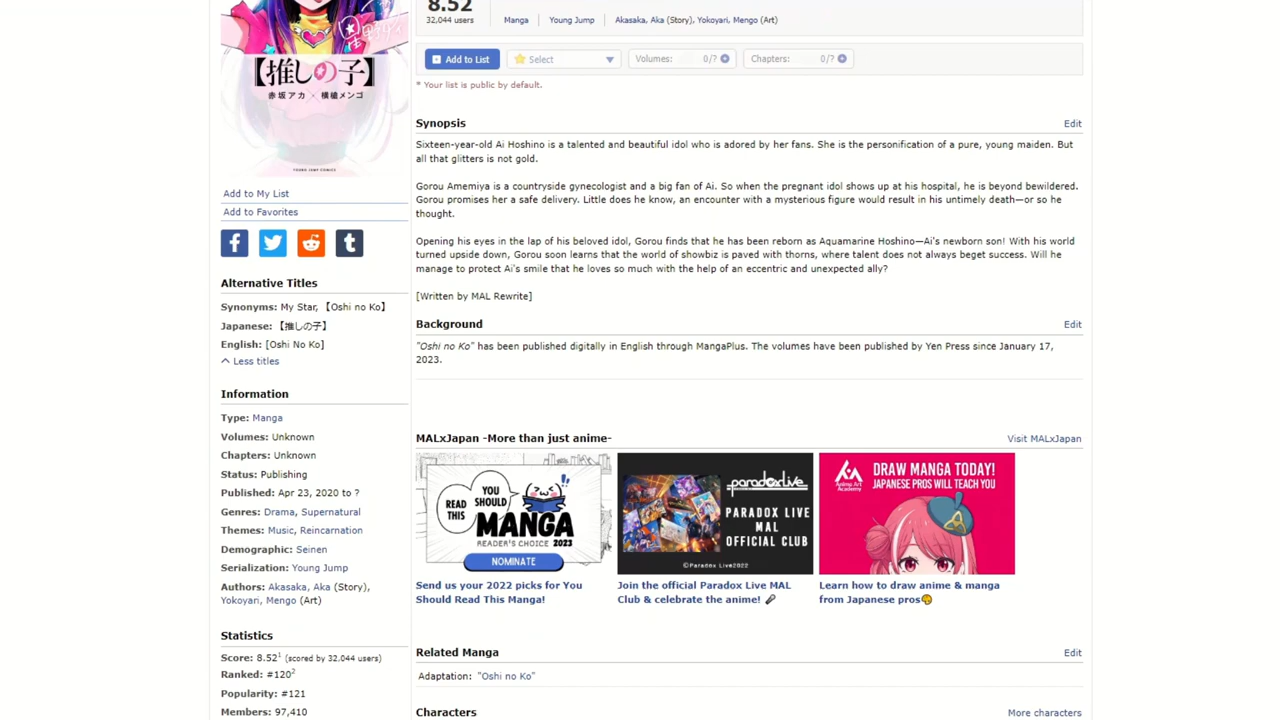 8.52
32,044 users
Manga
Young Jump
Akasaka, Aka (Story), Yokoyari, Mengo (Art)
【推しの子】
赤坂アカ × 横槍メンゴ
YOUNG JUMP COMICS
Add to List
Select
Volumes: 0/?
Chapters: 0/?
* Your list is public by default.
Synopsis
Edit
Sixteen-year-old Ai Hoshino is a talented and beautiful idol who is adored by her fans. She is the personification of a pure, young maiden. But
all that glitters is not gold.
Gorou Amemiya is a countryside gynecologist and a big fan of Ai. So when the pregnant idol shows up at his hospital, he is beyond bewildered.
Gorou promises her a safe delivery. Little does he know, an encounter with a mysterious figure would result in his untimely death—or so he
thought.
Opening his eyes in the lap of his beloved idol, Gorou finds that he has been reborn as Aquamarine Hoshino—Ai's newborn son! With his world
turned upside down, Gorou soon learns that the world of showbiz is paved with thorns, where talent does not always beget success. Will he
manage to protect Ai's smile that he loves so much with the help of an eccentric and unexpected ally?
[Written by MAL Rewrite]
Background
Edit
"Oshi no Ko" has been published digitally in English through MangaPlus. The volumes have been published by Yen Press since January 17,
2023.
MALxJapan -More than just anime-
Visit MALxJapan
READ
THIS
YOU
SHOULD
MANGA
READER'S CHOICE 2023
NOMINATE
Send us your 2022 picks for You
Should Read This Manga!
paradoxlive
PARADOX LIVE
MAL
OFFICIAL CLUB
©Paradox Live2022
Join the official Paradox Live MAL
Club & celebrate the anime! 🎤
Anime Art
Academy
DRAW MANGA TODAY!
JAPANESE PROS WILL TEACH YOU
Learn how to draw anime & manga
from Japanese pros
Related Manga
Edit
Adaptation: "Oshi no Ko"
Characters
More characters
Add to My List
Add to Favorites
Alternative Titles
Synonyms: My Star, 【Oshi no Ko】
Japanese: 【推しの子】
English: [Oshi No Ko]
Less titles
Information
Type: Manga
Volumes: Unknown
Chapters: Unknown
Status: Publishing
Published: Apr 23, 2020 to ?
Genres: Drama, Supernatural
Themes: Music, Reincarnation
Demographic: Seinen
Serialization: Young Jump
Authors: Akasaka, Aka (Story),
Yokoyari, Mengo (Art)
Statistics
Score: 8.52¹ (scored by 32,044 users)
Ranked: #120²
Popularity: #121
Members: 97,410